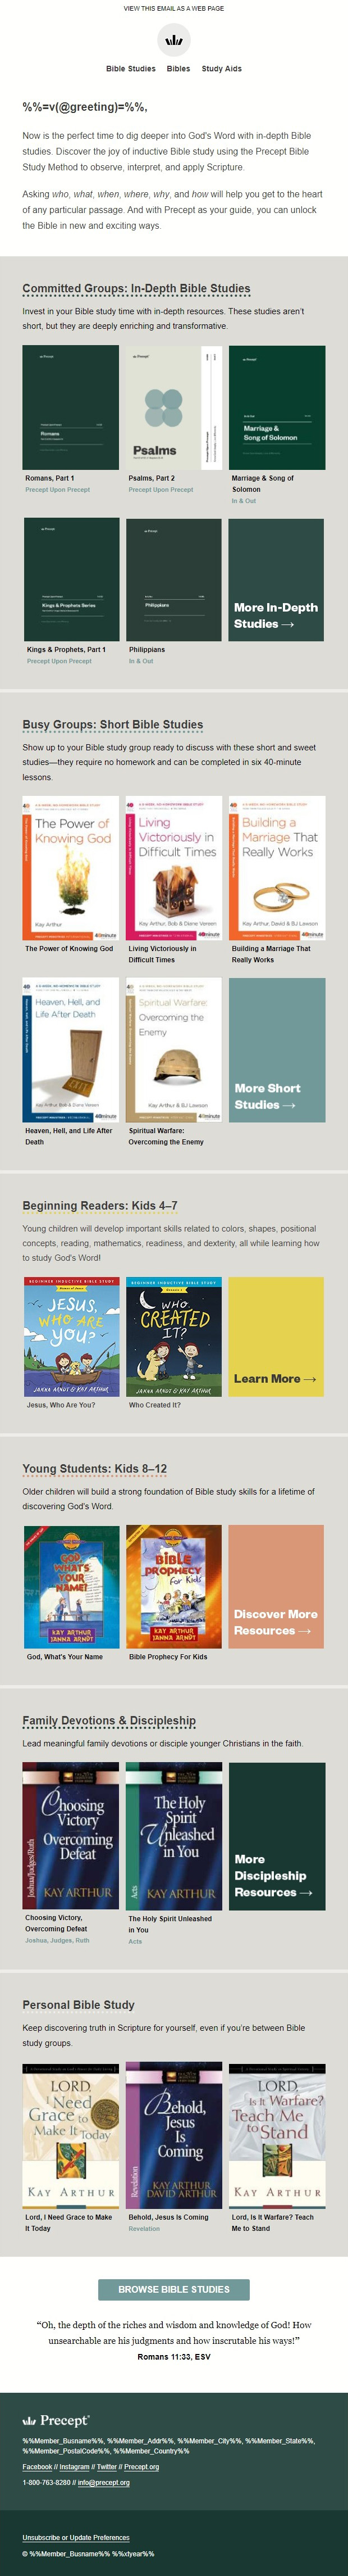 VIEW THIS EMAIL AS A WEB PAGE
Bible Studies Bibles Study Aids
%%=v(@greeting)=%%,
Now is the perfect time to dig deeper into God's Word with in-depth Bible
studies. Discover the joy of inductive Bible study using the Precept Bible
Study Method to observe, interpret, and apply Scripture.
Asking who, what, when, where, why, and how will help you get to the heart
of any particular passage. And with Precept as your guide, you can unlock
the Bible in new and exciting ways.
Committed Groups: In-Depth Bible Studies
Invest in your Bible study time with in-depth resources. These studies aren't
short, but they are deeply enriching and transformative.
Romans
Psalms
Marriage &
Song of Solomon
Romans, Part 1
Precept Upon Precept
Psalms, Part 2
Precept Upon Precept
Marriage & Song of
Solomon
In & Out
Kings & Prophets Series
Philippians
More In-Depth
Studies →
Kings & Prophets, Part 1
Precept Upon Precept
Philippians
In & Out
Busy Groups: Short Bible Studies
Show up to your Bible study group ready to discuss with these short and sweet
studies—they require no homework and can be completed in six 40-minute
lessons.
The Power of
Knowing God
Kay Arthur
40minute
Living
Victoriously in
Difficult Times
Kay Arthur, Bob & Diane Vereen
40minute
Building a
Marriage That
Really Works
Kay Arthur, David & BJ Lawson
40minute
The Power of Knowing God
Living Victoriously in
Difficult Times
Building a Marriage That
Really Works
Heaven, Hell, and
Life After Death
Kay Arthur, Bob & Diane Vereen
40minute
Spiritual Warfare:
Overcoming the
Enemy
Kay Arthur & BJ Lawson
40minute
More Short
Studies →
Heaven, Hell, and Life After
Death
Spiritual Warfare:
Overcoming the Enemy
Beginning Readers: Kids 4–7
Young children will develop important skills related to colors, shapes, positional
concepts, reading, mathematics, readiness, and dexterity, all while learning how
to study God's Word!
BEGINNER INDUCTIVE BIBLE STUDY
JESUS,
WHO ARE
YOU?
JANNA ARNDT & KAY ARTHUR
BEGINNER INDUCTIVE BIBLE STUDY
WHO
CREATED
IT?
JANNA ARNDT & KAY ARTHUR
Learn More →
Jesus, Who Are You?
Who Created It?
Young Students: Kids 8–12
Older children will build a strong foundation of Bible study skills for a lifetime of
discovering God's Word.
GOD,
WHAT'S
YOUR
NAME?
KAY ARTHUR
JANNA ARNDT
BIBLE
PROPHECY
For Kids
KAY ARTHUR
JANNA ARNDT
Discover More
Resources →
God, What's Your Name
Bible Prophecy For Kids
Family Devotions & Discipleship
Lead meaningful family devotions or disciple younger Christians in the faith.
Choosing
Victory
Overcoming
Defeat
Joshua/Judges/Ruth
KAY ARTHUR
The Holy
Spirit
Unleashed
in You
Acts
KAY ARTHUR
More
Discipleship
Resources →
Choosing Victory,
Overcoming Defeat
Joshua, Judges, Ruth
The Holy Spirit Unleashed
in You
Acts
Personal Bible Study
Keep discovering truth in Scripture for yourself, even if you're between Bible
study groups.
LORD
I Need
Grace to
Make It Today
KAY ARTHUR
Behold,
Jesus
Is
Coming
Revelation
KAY ARTHUR
DAVID ARTHUR
LORD,
Is It Warfare?
Teach Me
to Stand
KAY ARTHUR
Lord, I Need Grace to Make
It Today
Behold, Jesus Is Coming
Revelation
Lord, Is It Warfare? Teach
Me to Stand
BROWSE BIBLE STUDIES
“Oh, the depth of the riches and wisdom and knowledge of God! How
unsearchable are his judgments and how inscrutable his ways!”
Romans 11:33, ESV
Precept®
%%Member_Busname%%, %%Member_Addr%%, %%Member_City%%, %%Member_State%%,
%%Member_PostalCode%%, %%Member_Country%%
Facebook // Instagram // Twitter // Precept.org
1-800-763-8280 // info@precept.org
Unsubscribe or Update Preferences
© %%Member_Busname%% %%xtyear%%